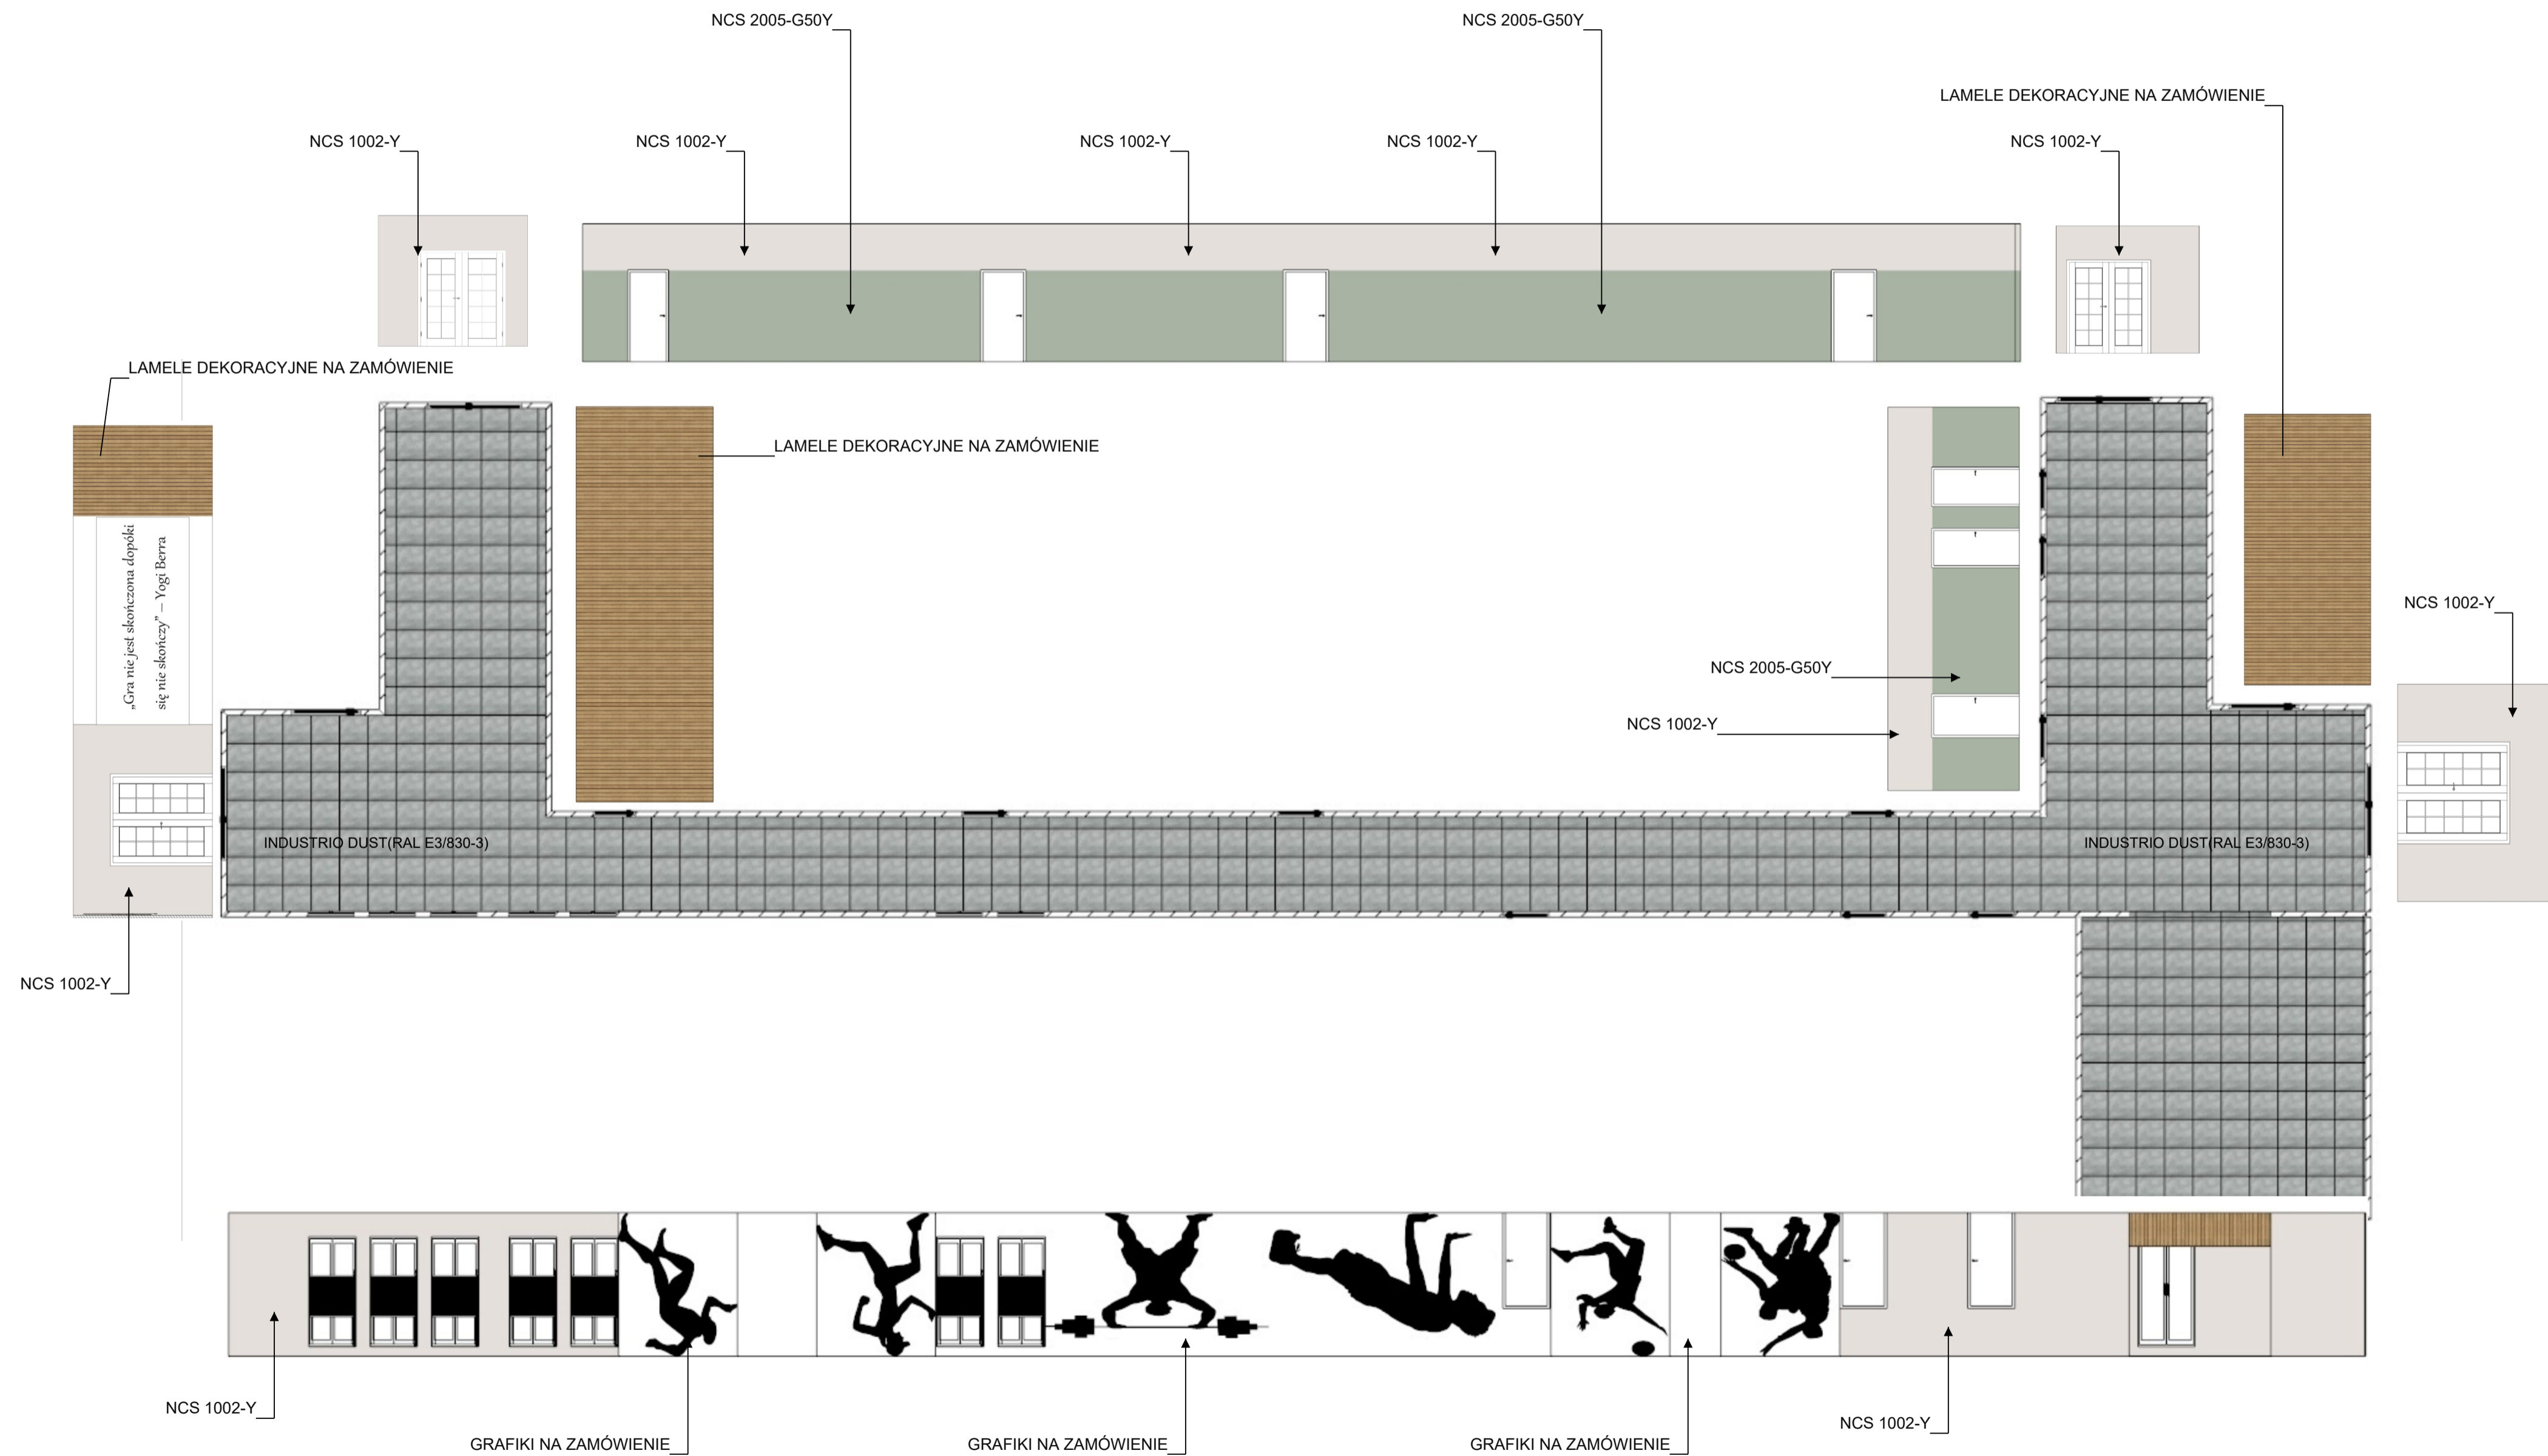 NCS 2005-G50Y
NCS 2005-G50Y
LAMELE DEKORACYJNE NA ZAMÓWIENIE
NCS 1002-Y
NCS 1002-Y
NCS 1002-Y
NCS 1002-Y
NCS 1002-Y
LAMELE DEKORACYJNE NA ZAMÓWIENIE
LAMELE DEKORACYJNE NA ZAMÓWIENIE
„Gra nie jest skończona dopóki
się nie skończy” – Yogi Berra
NCS 1002-Y
NCS 2005-G50Y
NCS 1002-Y
INDUSTRIO DUST(RAL E3/830-3)
INDUSTRIO DUST(RAL E3/830-3)
NCS 1002-Y
NCS 1002-Y
NCS 1002-Y
GRAFIKI NA ZAMÓWIENIE
GRAFIKI NA ZAMÓWIENIE
GRAFIKI NA ZAMÓWIENIE